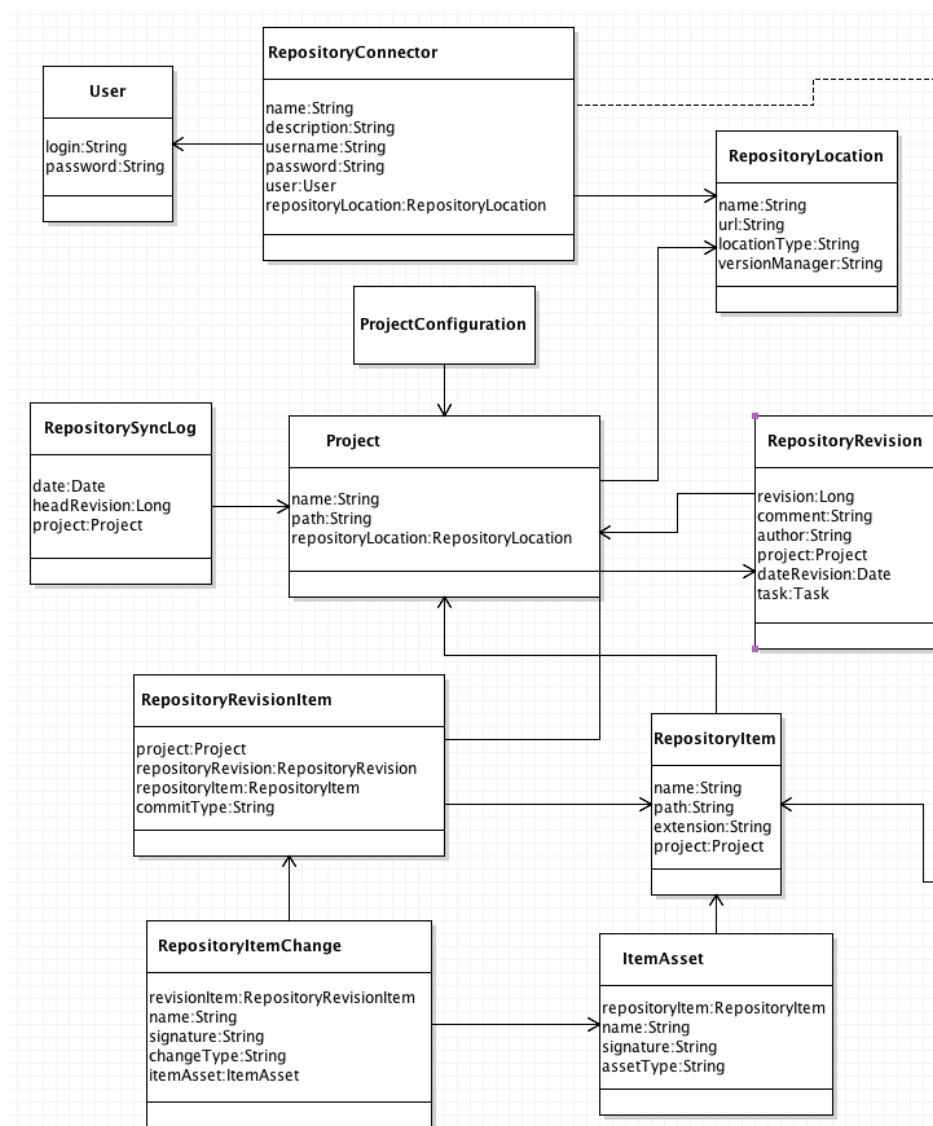 RepositoryConnector
name:String
description:String
username:String
password:String
user:User
repositoryLocation:RepositoryLocation
User
login:String
password:String
RepositoryLocation
name:String
url:String
locationType:String
versionManager:String
ProjectConfiguration
RepositorySyncLog
date:Date
headRevision:Long
project:Project
Project
name:String
path:String
repositoryLocation:RepositoryLocation
RepositoryRevision
revision:Long
comment:String
author:String
project:Project
dateRevision:Date
task:Task
RepositoryRevisionItem
project:Project
repositoryRevision:RepositoryRevision
repositoryItem:RepositoryItem
commitType:String
RepositoryItem
name:String
path:String
extension:String
project:Project
RepositoryItemChange
revisionItem:RepositoryRevisionItem
name:String
signature:String
changeType:String
itemAsset:ItemAsset
ItemAsset
repositoryItem:RepositoryItem
name:String
signature:String
assetType:String